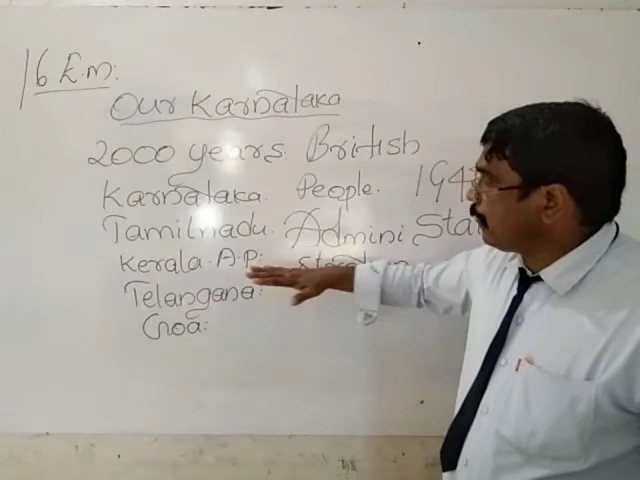 16 E.m:
Our Karnataka
2000 years. British
Karnataka. People. 194
Tamilnadu. Admini Sta
Kerala. A.P:
Telangana:
Goa: